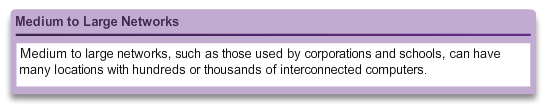 Medium to Large Networks
Medium to large networks, such as those used by corporations and schools, can have
many locations with hundreds or thousands of interconnected computers.